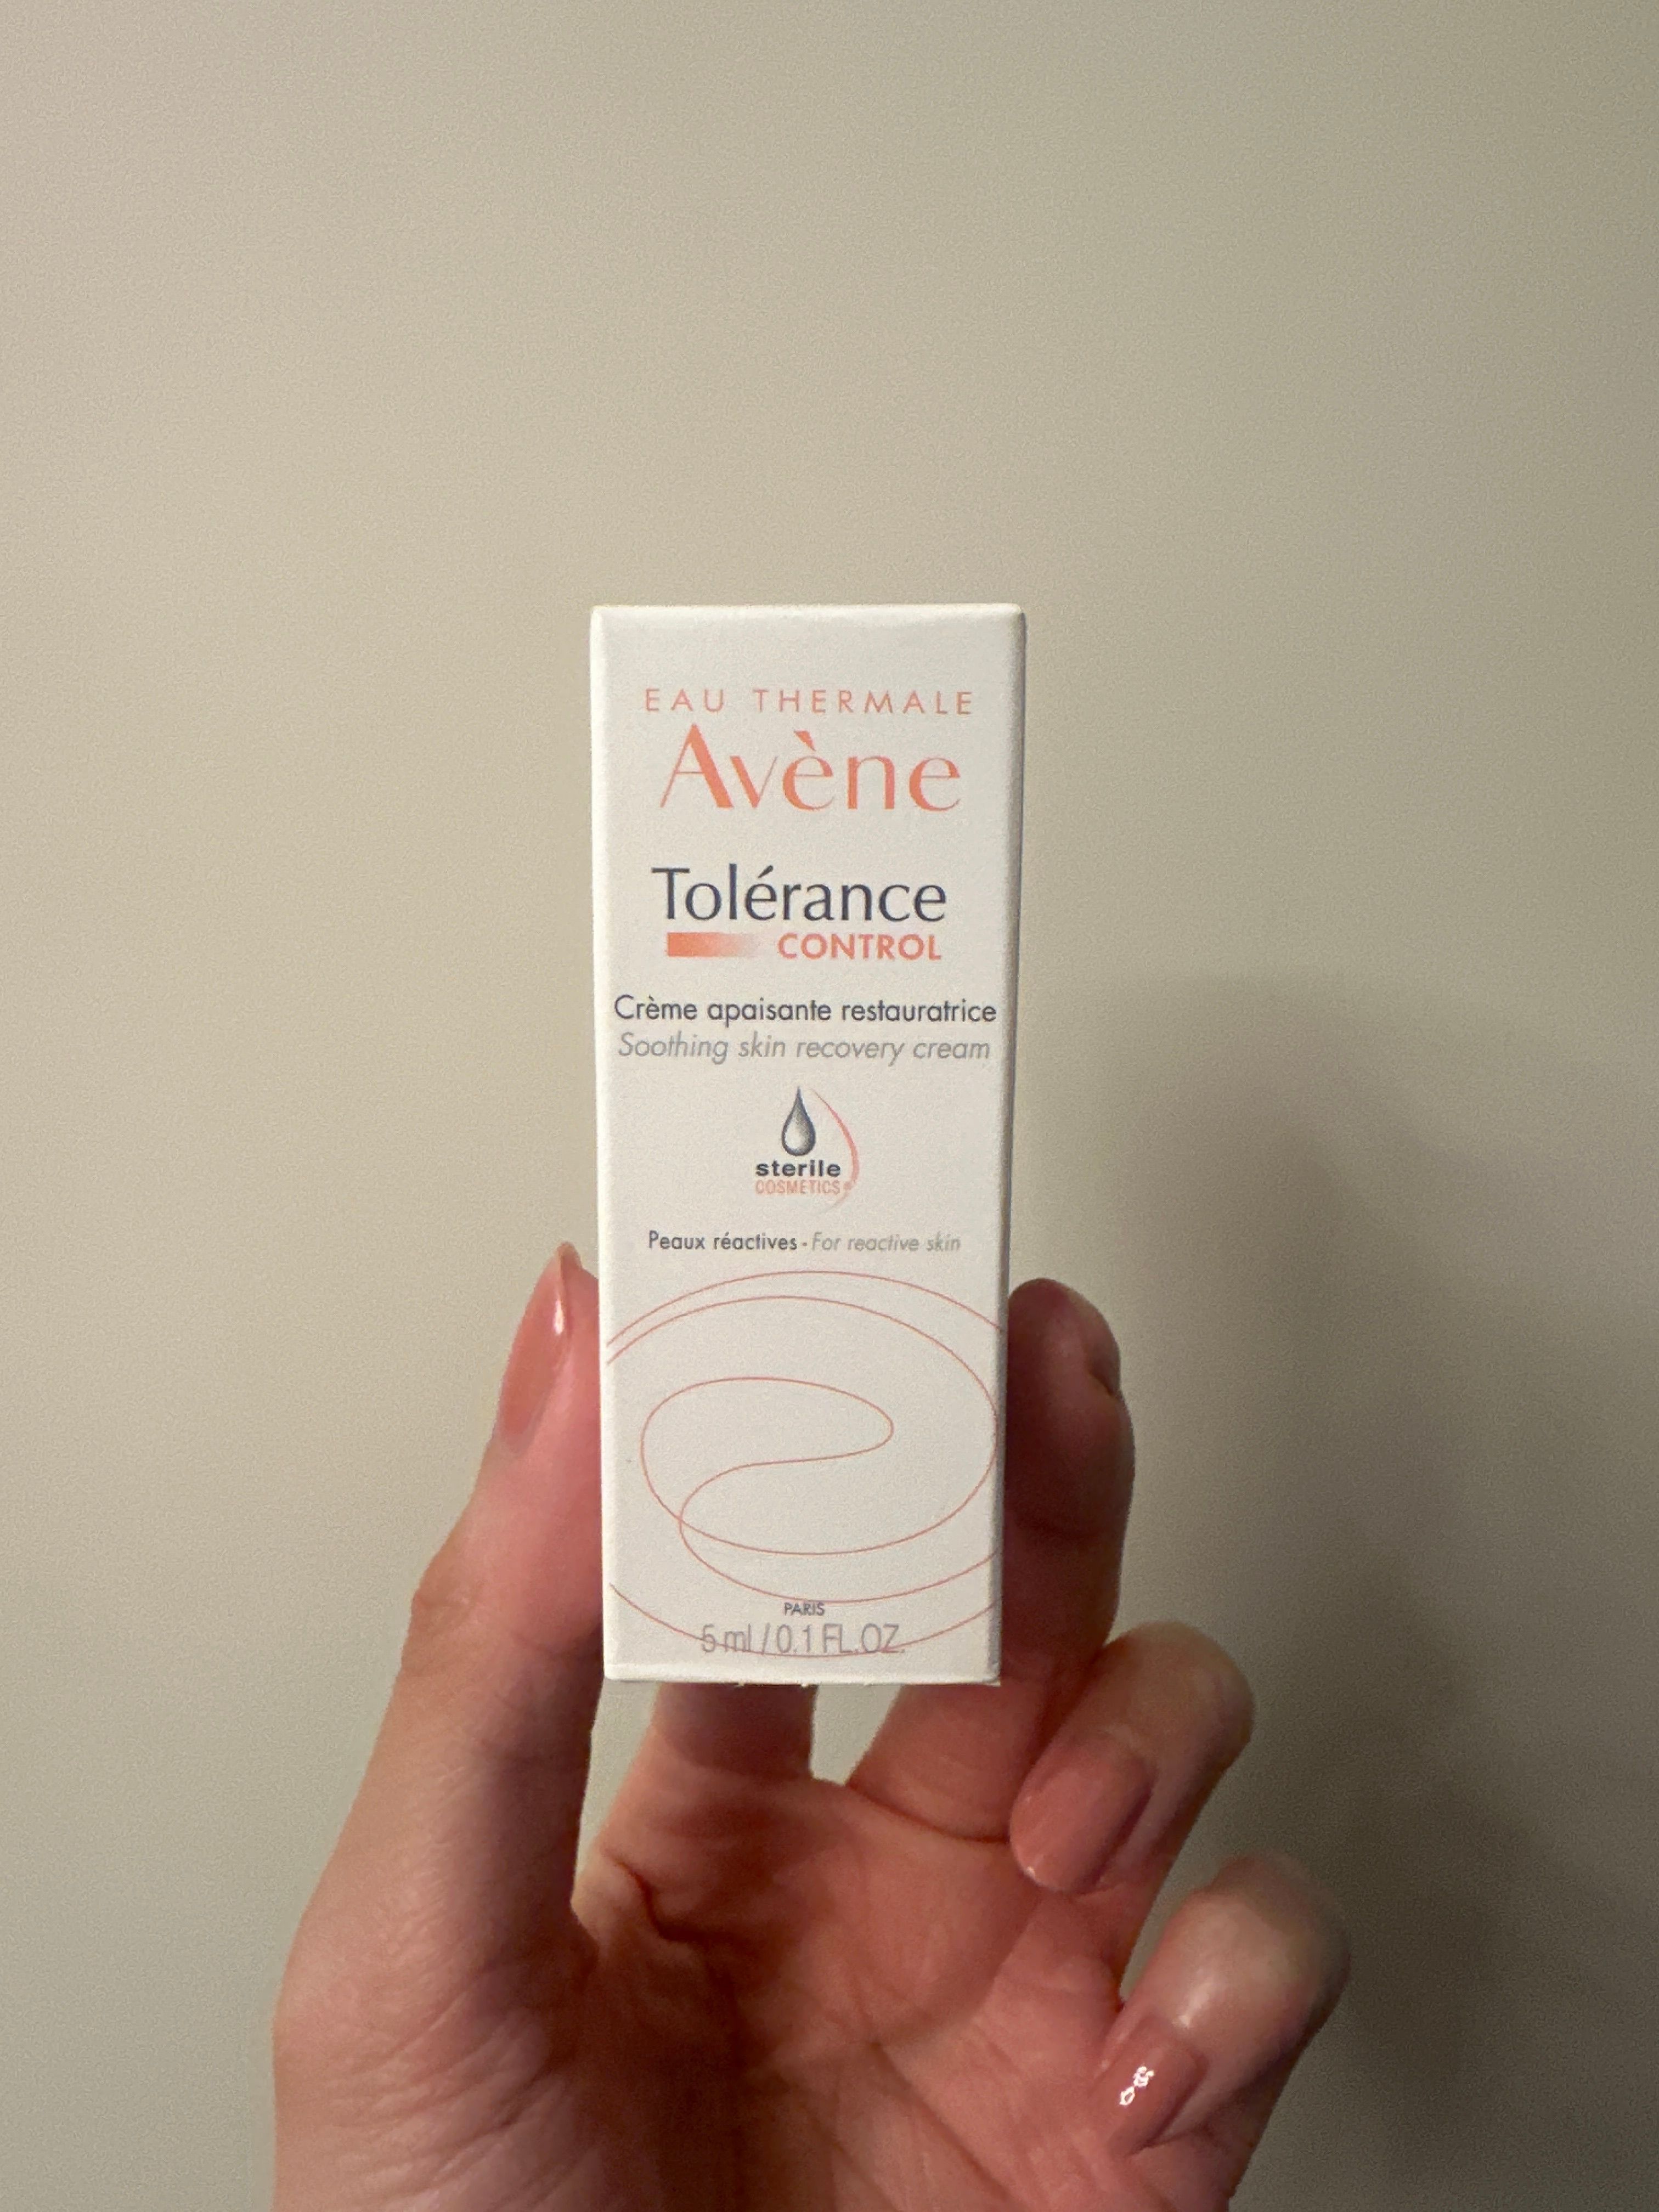 EAU THERMALE
Avène
Tolérance
CONTROL
Crème apaisante restauratrice
Soothing skin recovery cream
sterile
COSMETICS®
Peaux réactives - For reactive skin
PARIS
5 ml / 0.1 FL.OZ.